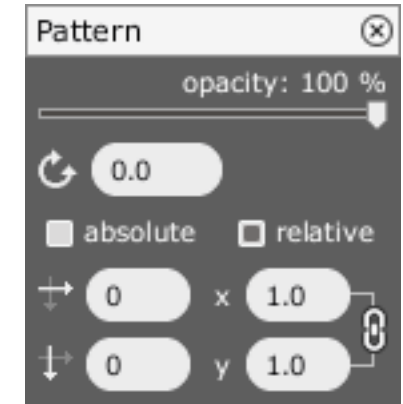 Pattern
opacity: 100 %
0.0
absolute relative
0 x 1.0
0 y 1.0